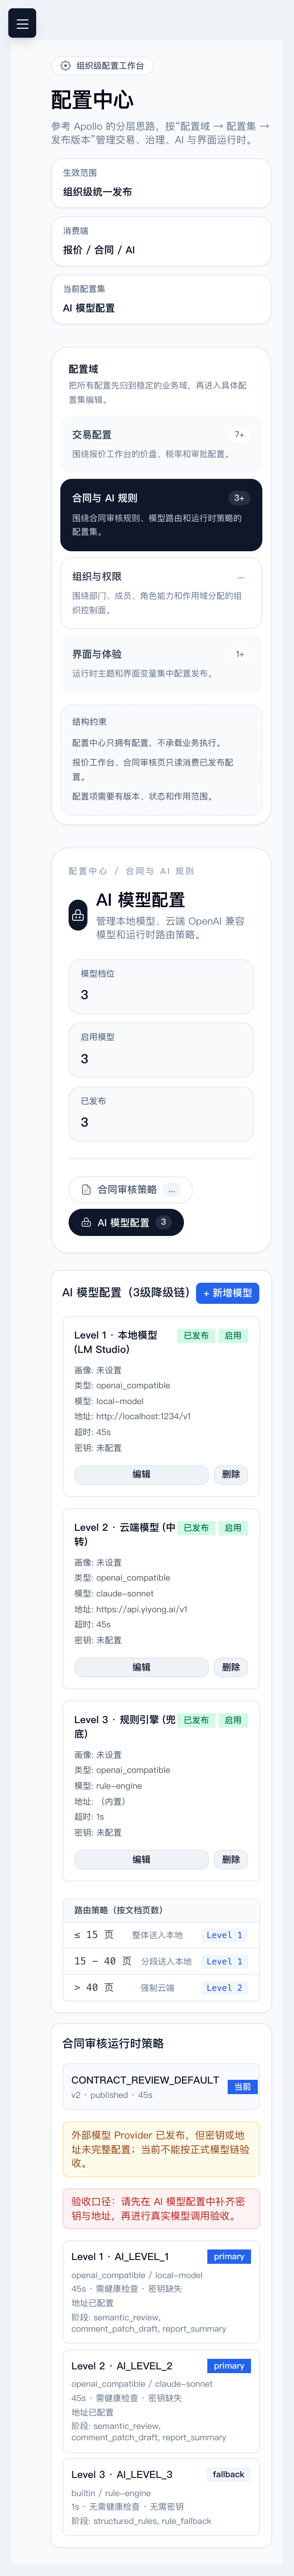 组织级配置工作台
配置中心
参考 Apollo 的分层思路，按“配置域 → 配置集 →
发布版本”管理交易、治理、AI 与界面运行时。
生效范围
组织级统一发布
消费端
报价 / 合同 / AI
当前配置集
AI 模型配置
配置域
把所有配置先归到稳定的业务域，再进入具体配
置集编辑。
交易配置 7+
围绕报价工作台的价盘、税率和审批配置。
合同与 AI 规则 3+
围绕合同审核规则、模型路由和运行时策略的
配置集。
组织与权限 ...
围绕部门、成员、角色能力和作用域分配的组
织控制面。
界面与体验 1+
运行时主题和界面变量集中配置发布。
结构约束
配置中心只拥有配置，不承载业务执行。
报价工作台、合同审核页只读消费已发布配
置。
配置项需要有版本、状态和作用范围。
配置中心 / 合同与 AI 规则
AI 模型配置
管理本地模型、云端 OpenAI 兼容
模型和运行时路由策略。
模型档位
3
启用模型
3
已发布
3
合同审核策略 ...
AI 模型配置 3
AI 模型配置（3级降级链） + 新增模型
Level 1 · 本地模型 已发布 启用
(LM Studio)
画像: 未设置
类型: openai_compatible
模型: local-model
地址: http://localhost:1234/v1
超时: 45s
密钥: 未配置
编辑 删除
Level 2 · 云端模型 (中 已发布 启用
转)
画像: 未设置
类型: openai_compatible
模型: claude-sonnet
地址: https://api.yiyong.ai/v1
超时: 45s
密钥: 未配置
编辑 删除
Level 3 · 规则引擎 (兜 已发布 启用
底)
画像: 未设置
类型: openai_compatible
模型: rule-engine
地址: （内置）
超时: 1s
密钥: 未配置
编辑 删除
路由策略（按文档页数）
≤ 15 页 整体送入本地 Level 1
15 – 40 页 分段送入本地 Level 1
> 40 页 强制云端 Level 2
合同审核运行时策略
CONTRACT_REVIEW_DEFAULT 当前
v2 · published · 45s
外部模型 Provider 已发布，但密钥或地
址未完整配置；当前不能按正式模型链验
收。
验收口径：请先在 AI 模型配置中补齐密
钥与地址，再进行真实模型调用验收。
Level 1 · AI_LEVEL_1 primary
openai_compatible / local-model
45s · 需健康检查 · 密钥缺失
地址已配置
阶段: semantic_review,
comment_patch_draft, report_summary
Level 2 · AI_LEVEL_2 primary
openai_compatible / claude-sonnet
45s · 需健康检查 · 密钥缺失
地址已配置
阶段: semantic_review,
comment_patch_draft, report_summary
Level 3 · AI_LEVEL_3 fallback
builtin / rule-engine
1s · 无需健康检查 · 无需密钥
阶段: structured_rules, rule_fallback